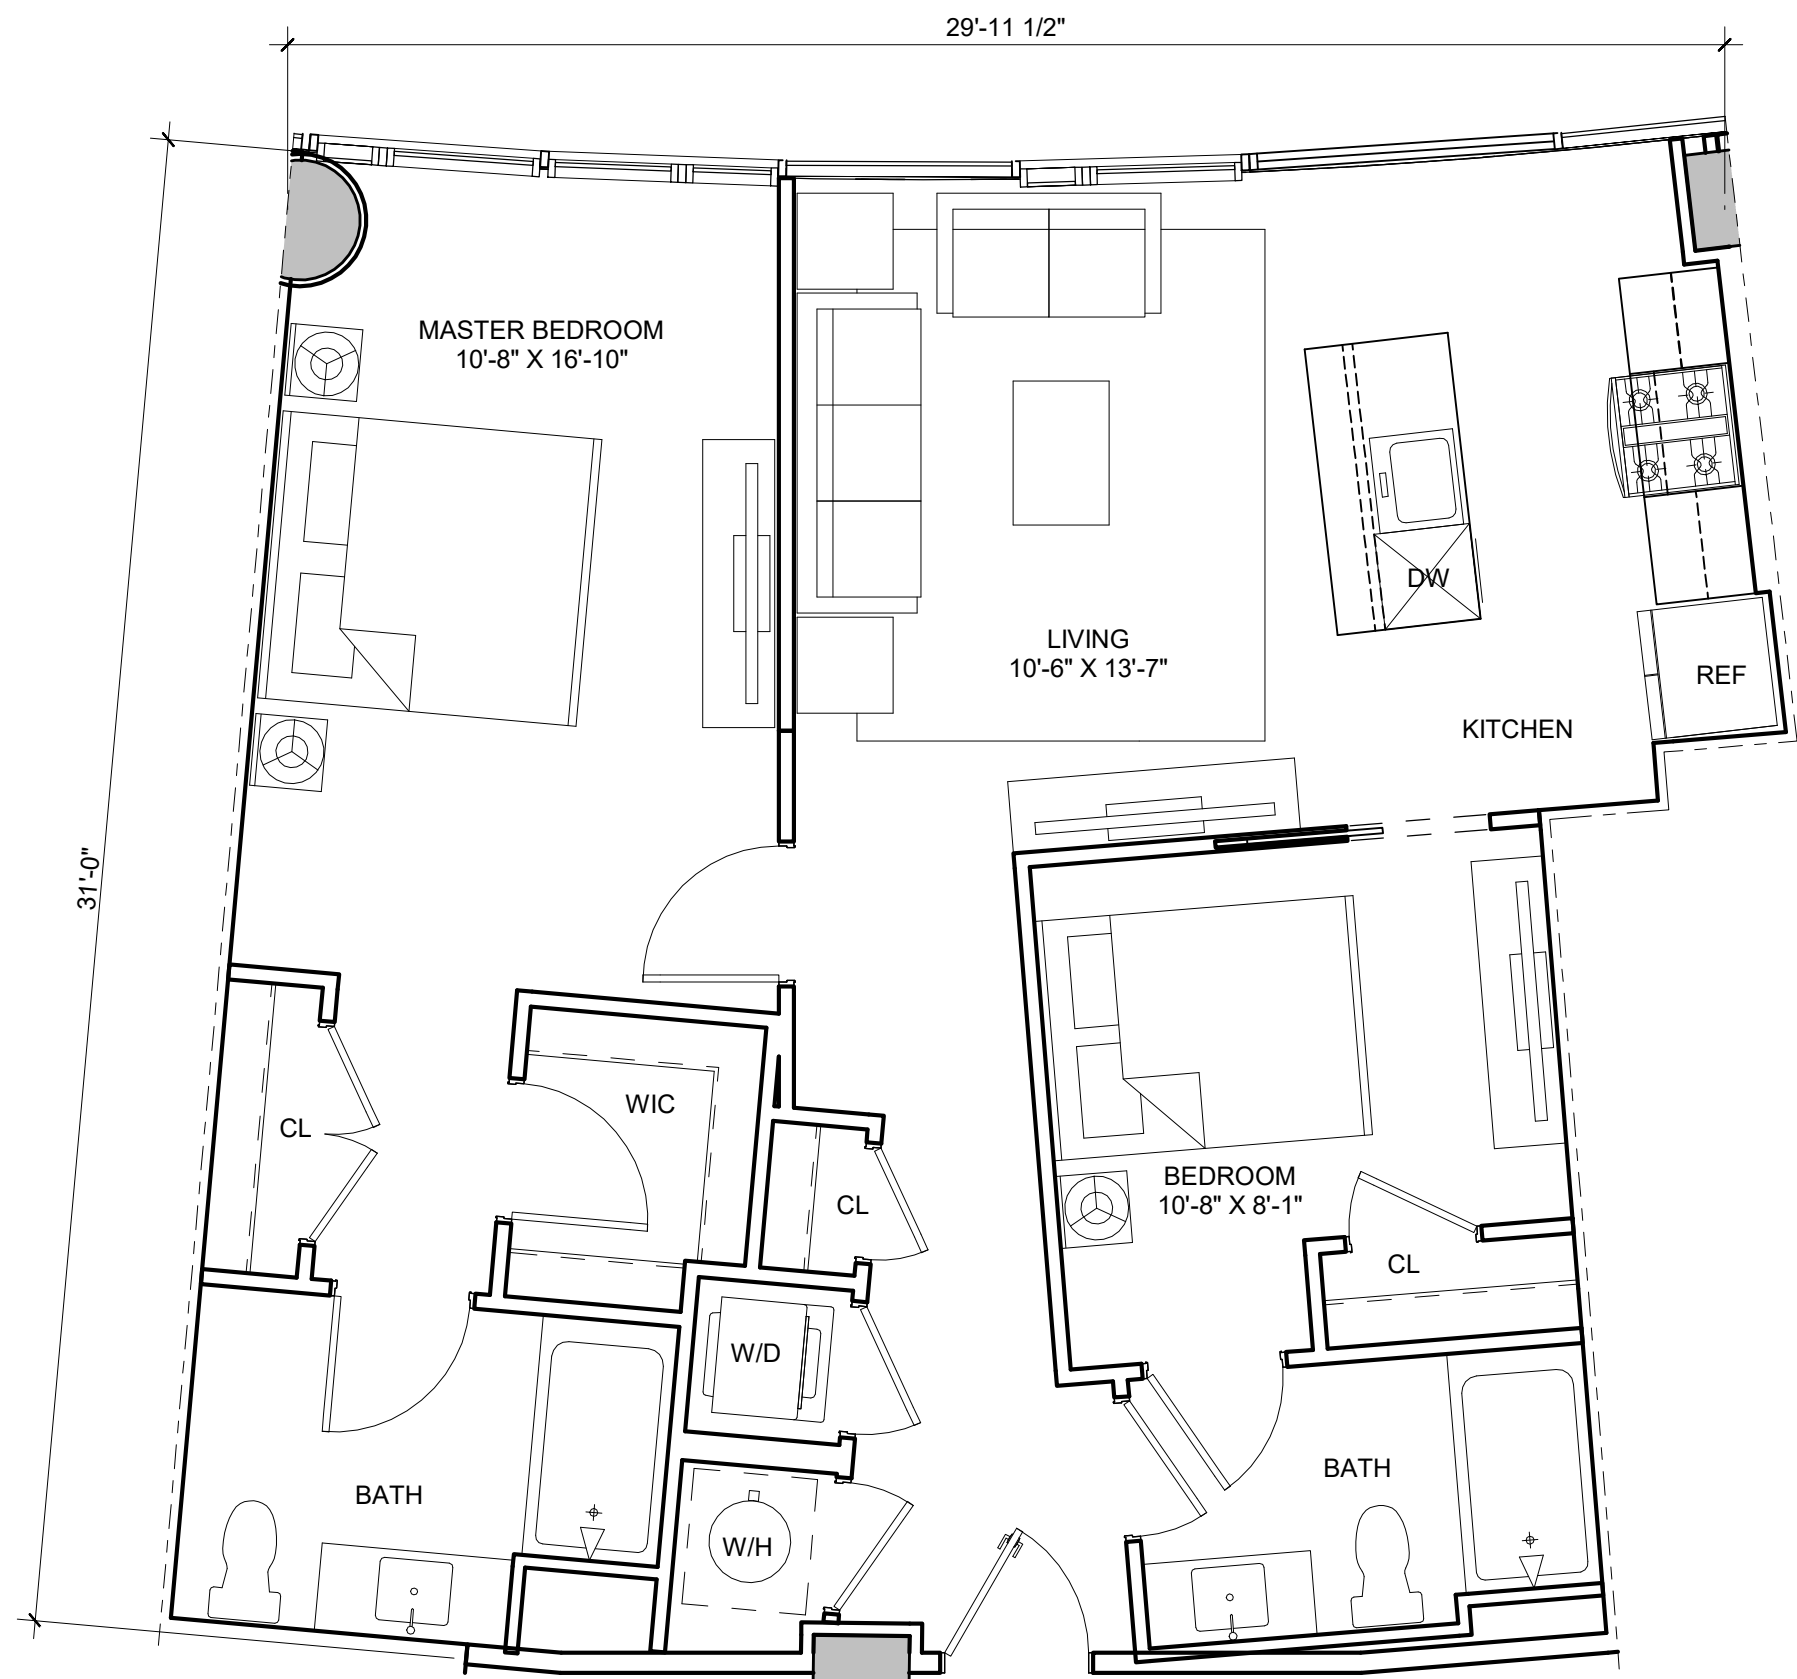 29'-11 1/2"
MASTER BEDROOM
10'-8" X 16'-10"
DW
LIVING
10'-6" X 13'-7"
REF
KITCHEN
31'-0"
WIC
CL
CL
BEDROOM
10'-8" X 8'-1"
CL
W/D
BATH
BATH
W/H